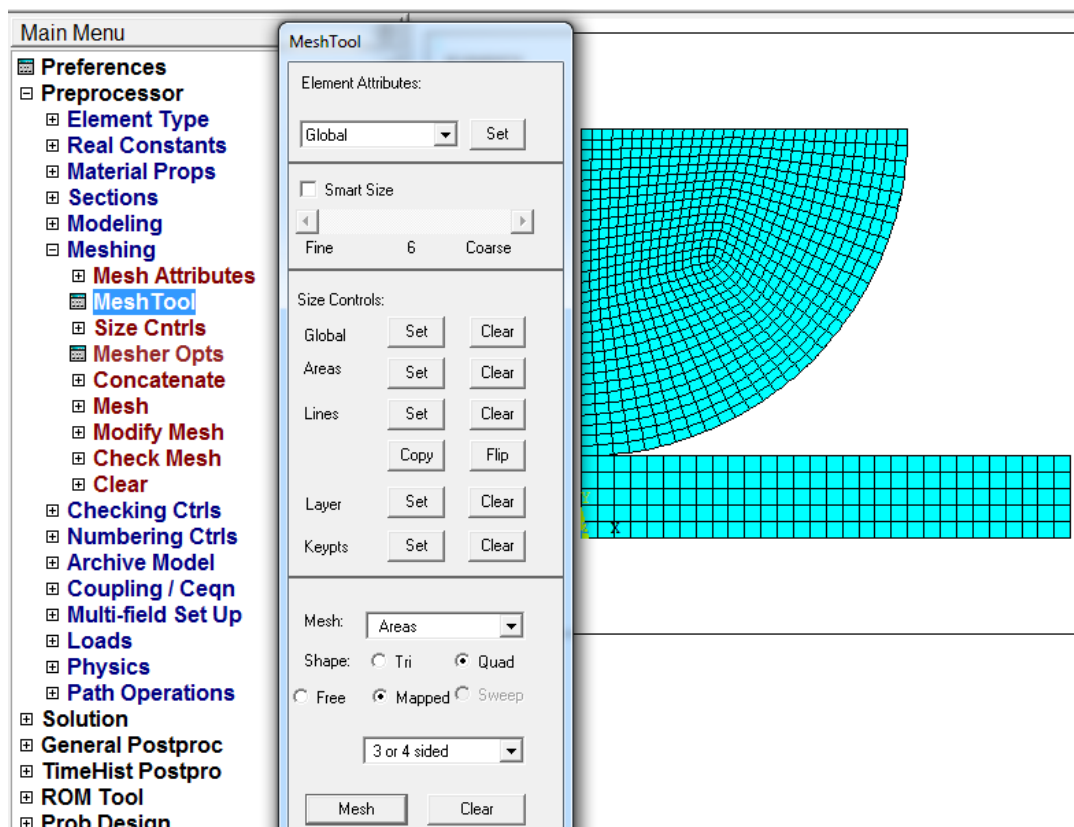 Main Menu
Preferences
Preprocessor
Element Type
Real Constants
Material Props
Sections
Modeling
Meshing
Mesh Attributes
MeshTool
Size Cntrls
Mesher Opts
Concatenate
Mesh
Modify Mesh
Check Mesh
Clear
Checking Ctrls
Numbering Ctrls
Archive Model
Coupling / Ceqn
Multi-field Set Up
Loads
Physics
Path Operations
Solution
General Postproc
TimeHist Postpro
ROM Tool
Prob Design
MeshTool
Element Attributes:
Global Set
Smart Size
Fine 6 Coarse
Size Controls:
Global Set Clear
Areas Set Clear
Lines Set Clear
Copy Flip
Layer Set Clear
Keypts Set Clear
Mesh: Areas
Shape: Tri Quad
Free Mapped Sweep
3 or 4 sided
Mesh Clear
X